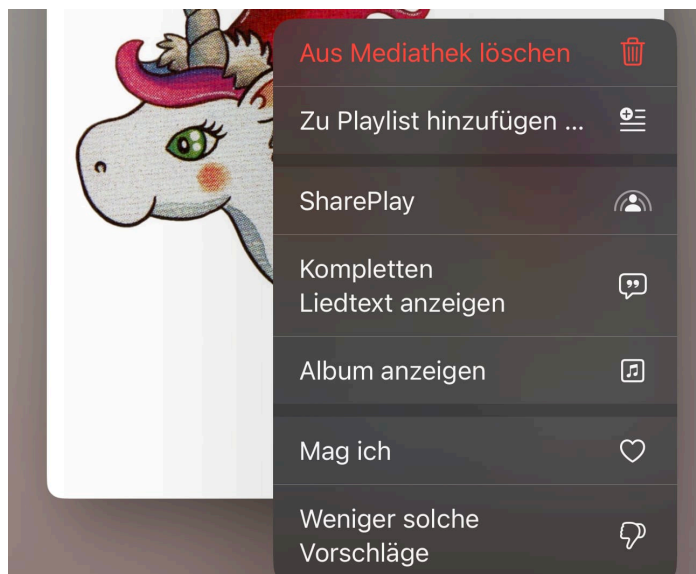 Aus Mediathek löschen
Zu Playlist hinzufügen ...
SharePlay
Kompletten
Liedtext anzeigen
Album anzeigen
Mag ich
Weniger solche
Vorschläge